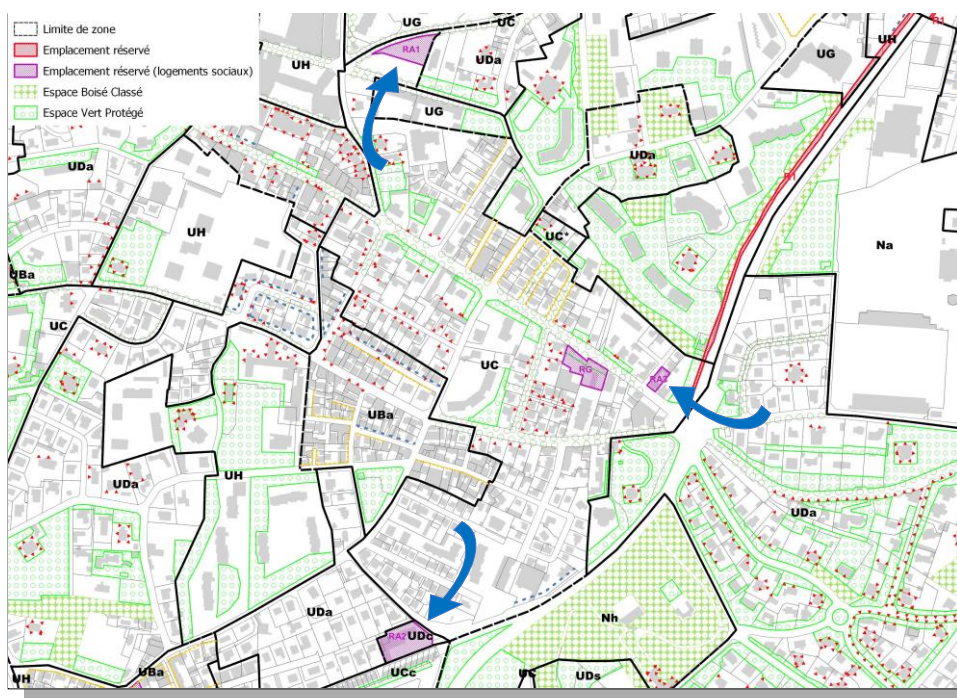 Limite de zone
Emplacement réservé
Emplacement réservé (logements sociaux)
Espace Boisé Classé
Espace Vert Protégé
UG
UC
R1
UH
RA1
UDa
UH
UG
UG
UDa
UDa
R1
UH
UC*
Na
UBa
UC
UC
RG
RA3
UBa
UDa
UH
UDa
UDa
Nh
RA2
UDc
UH
UBa
UCc
UC
UDs